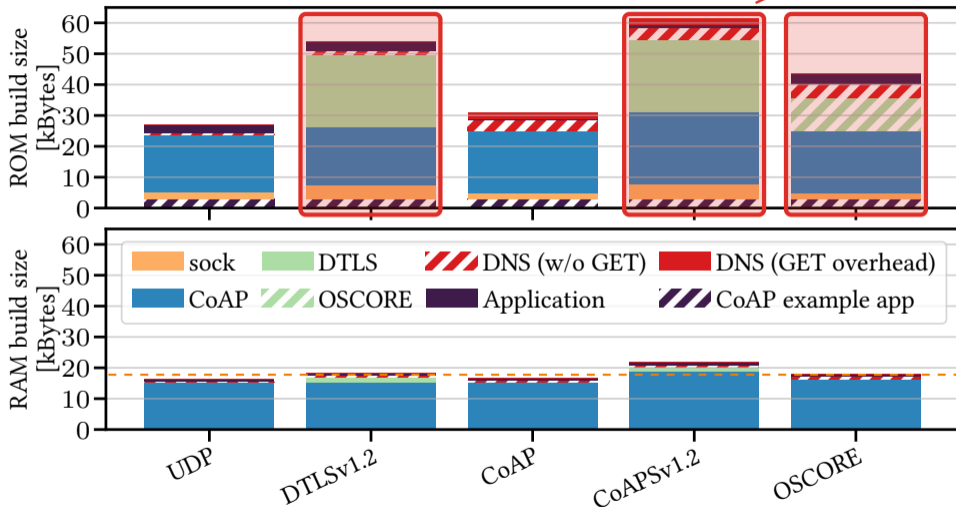 ROM build size
[kBytes]
60
50
40
30
20
10
0
RAM build size
[kBytes]
60
50
40
30
20
10
0
sock
DTLS
DNS (w/o GET)
DNS (GET overhead)
CoAP
OSCORE
Application
CoAP example app
UDP
DTLSv1.2
CoAP
CoAPSv1.2
OSCORE